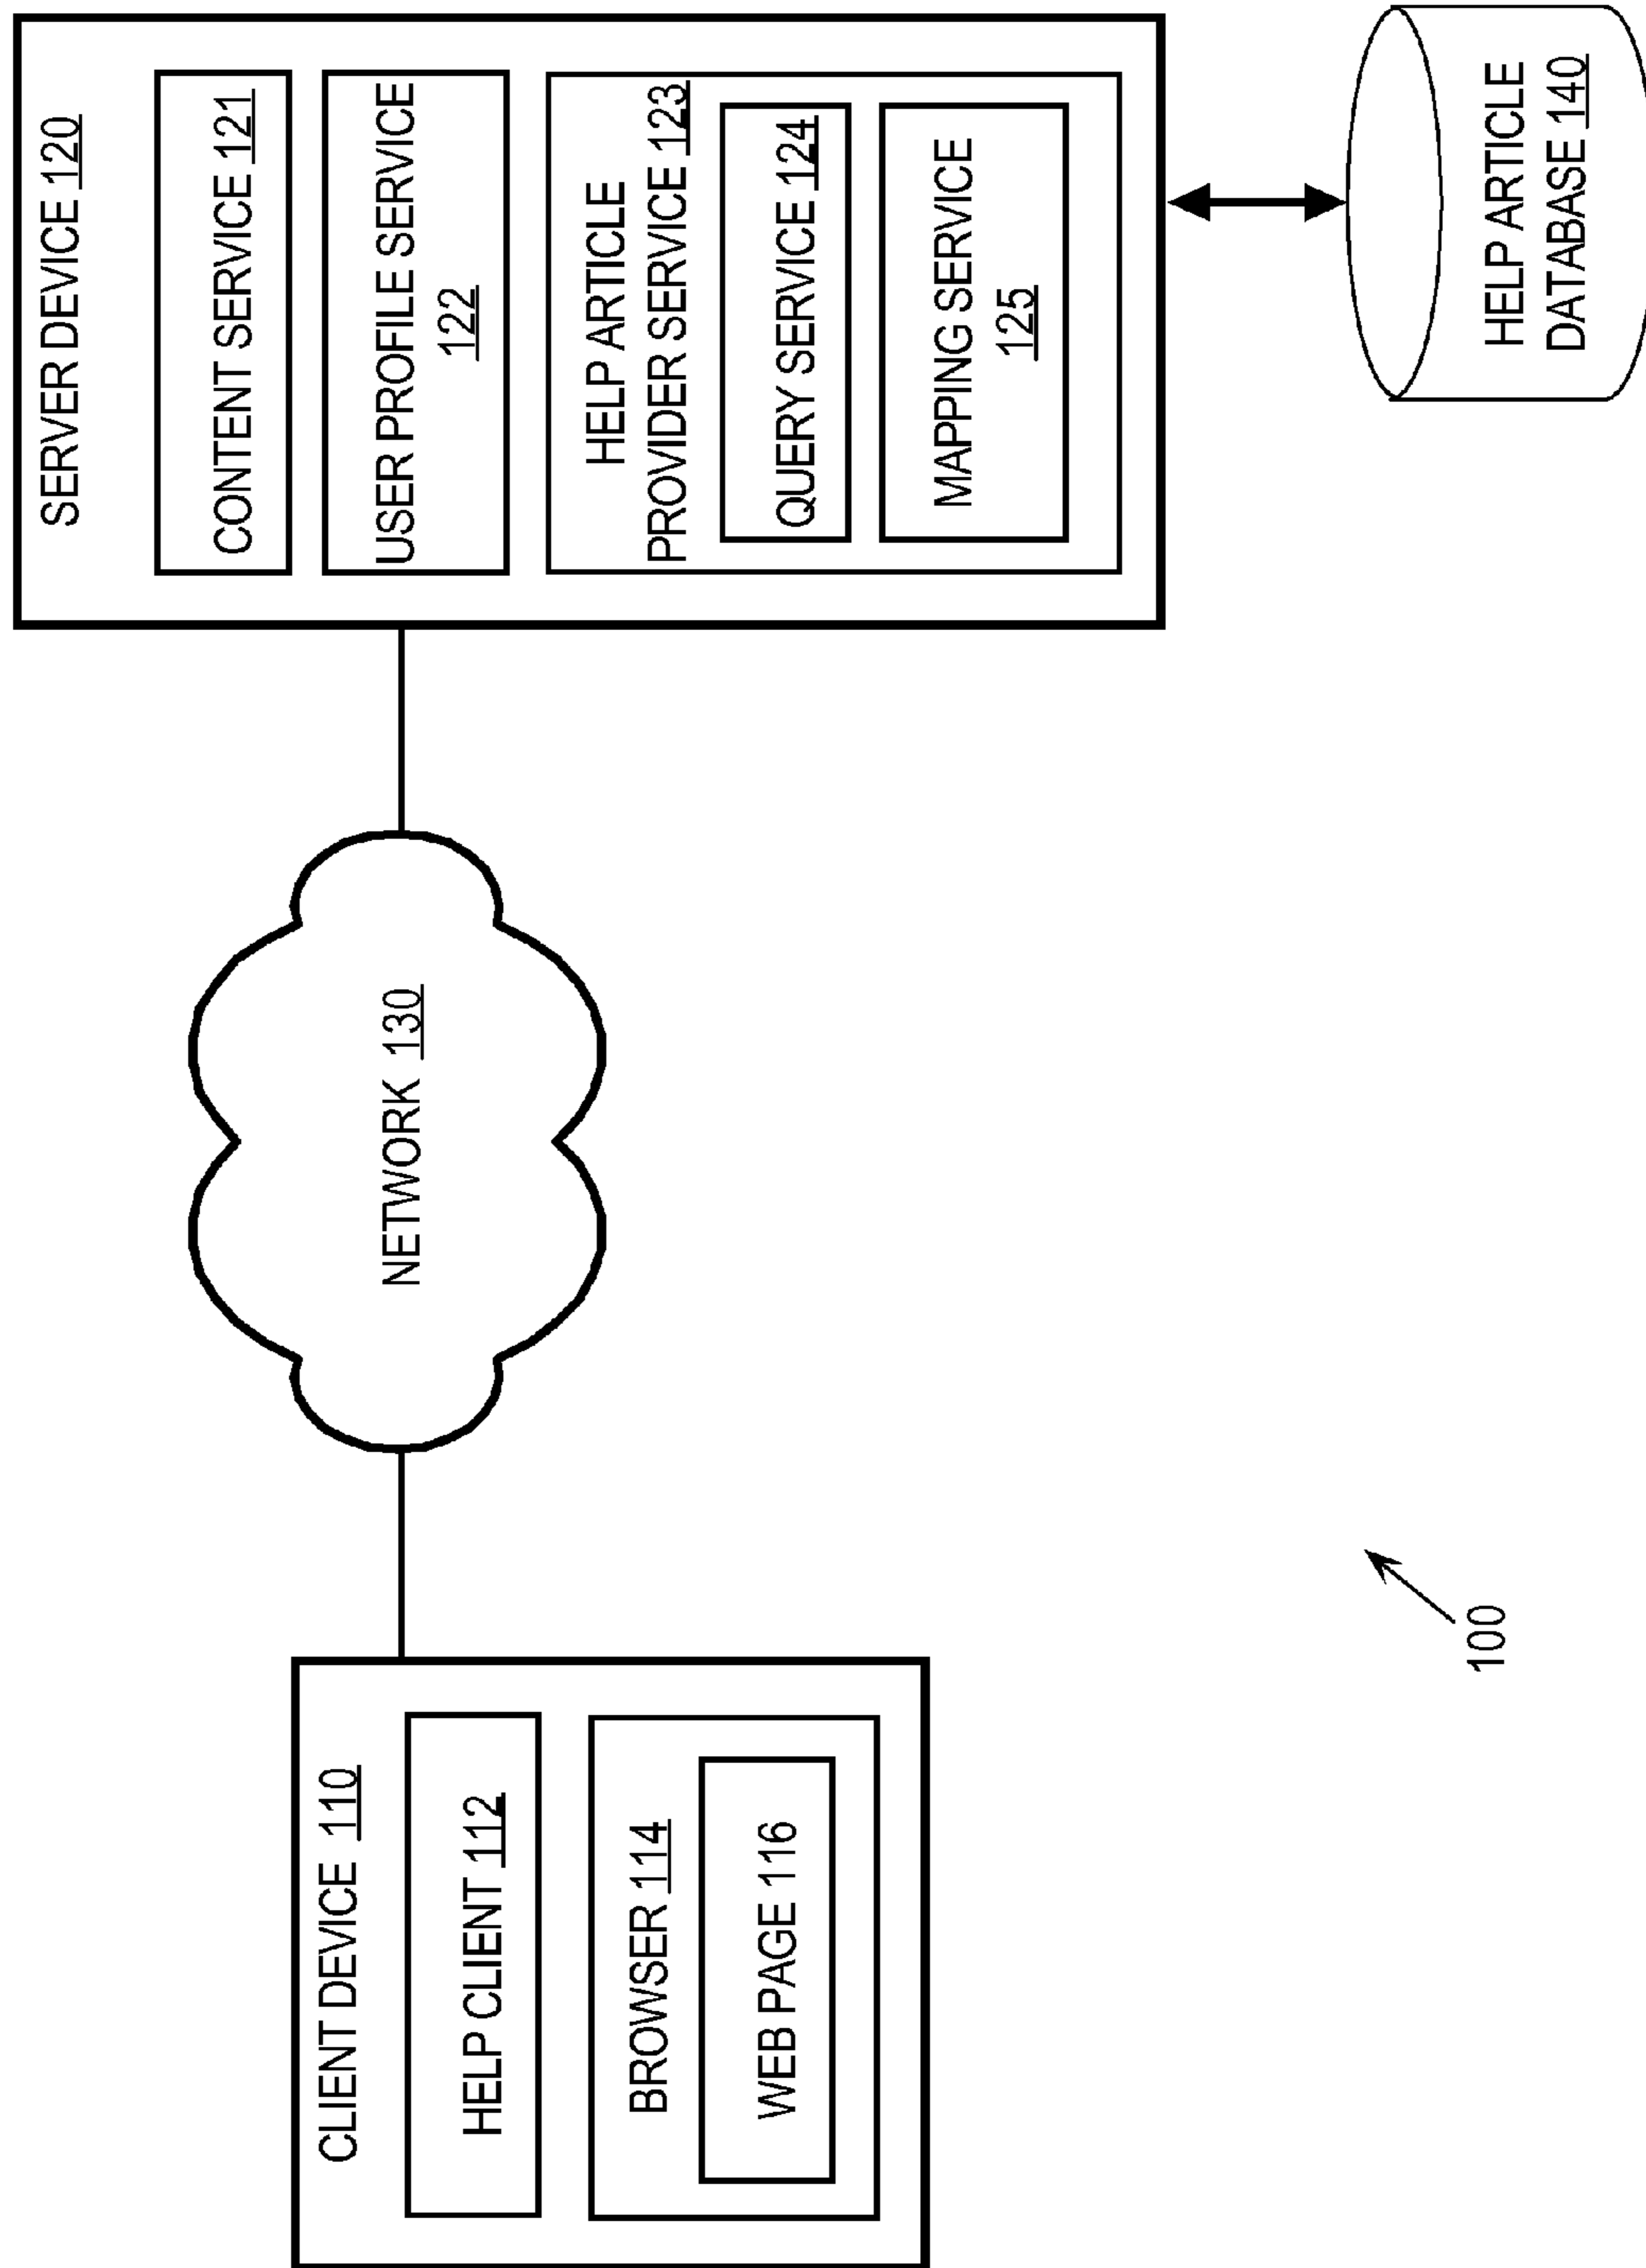 CLIENT DEVICE 110
HELP CLIENT 112
BROWSER 114
WEB PAGE 116
NETWORK 130
SERVER DEVICE 120
CONTENT SERVICE 121
USER PROFILE SERVICE
122
HELP ARTICLE
PROVIDER SERVICE 123
QUERY SERVICE 124
MAPPING SERVICE
125
HELP ARTICLE
DATABASE 140
100